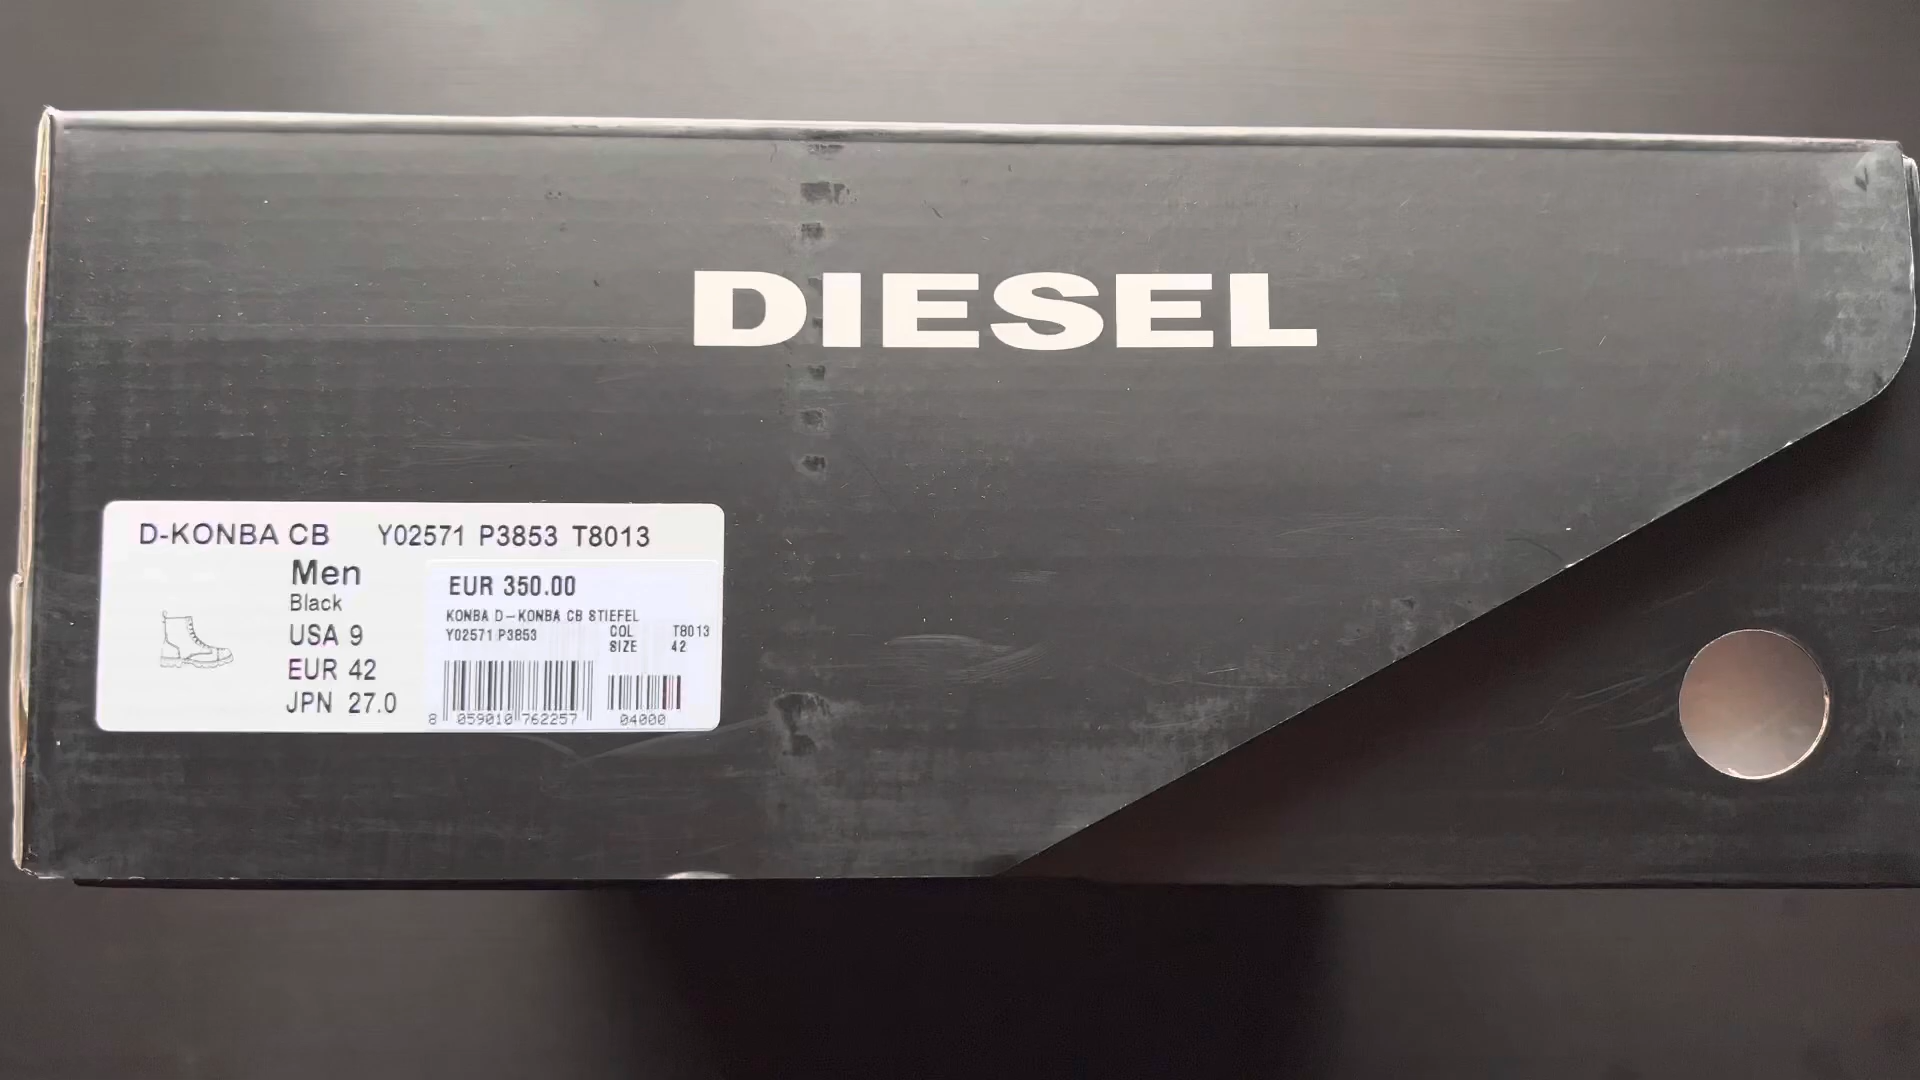 DIESEL
D-KONBA CB Y02571 P3853 T8013
Men
Black
USA 9
EUR 42
JPN 27.0
EUR 350.00
KONBA D-KONBA CB STIEFEL
Y02571 P3853 COL T8013
SIZE 42
8 059010 762257 04000